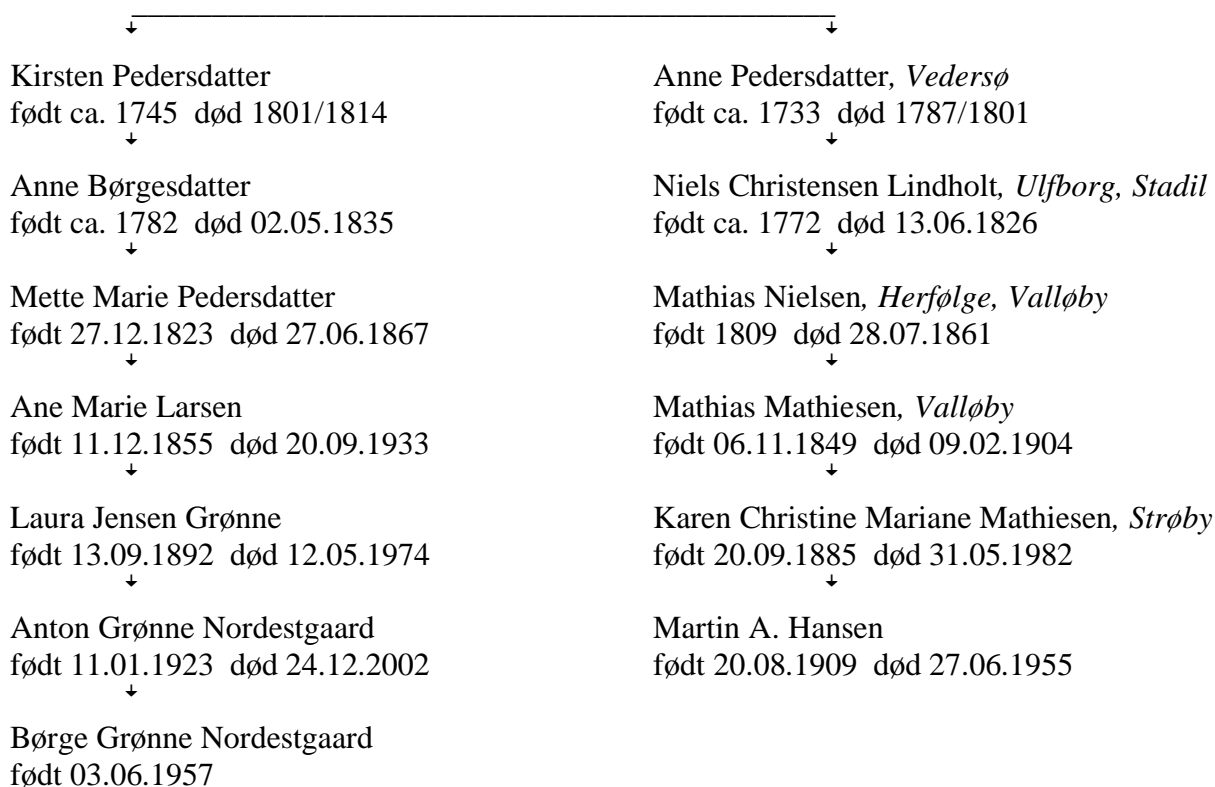 Kirsten Pedersdatter
født ca. 1745  død 1801/1814
Anne Børgesdatter
født ca. 1782  død 02.05.1835
Mette Marie Pedersdatter
født 27.12.1823  død 27.06.1867
Ane Marie Larsen
født 11.12.1855  død 20.09.1933
Laura Jensen Grønne
født 13.09.1892  død 12.05.1974
Anton Grønne Nordestgaard
født 11.01.1923  død 24.12.2002
Børge Grønne Nordestgaard
født 03.06.1957
Anne Pedersdatter, Vedersø
født ca. 1733  død 1787/1801
Niels Christensen Lindholt, Ulfborg, Stadil
født ca. 1772  død 13.06.1826
Mathias Nielsen, Herfølge, Valløby
født 1809  død 28.07.1861
Mathias Mathiesen, Valløby
født 06.11.1849  død 09.02.1904
Karen Christine Mariane Mathiesen, Strøby
født 20.09.1885  død 31.05.1982
Martin A. Hansen
født 20.08.1909  død 27.06.1955